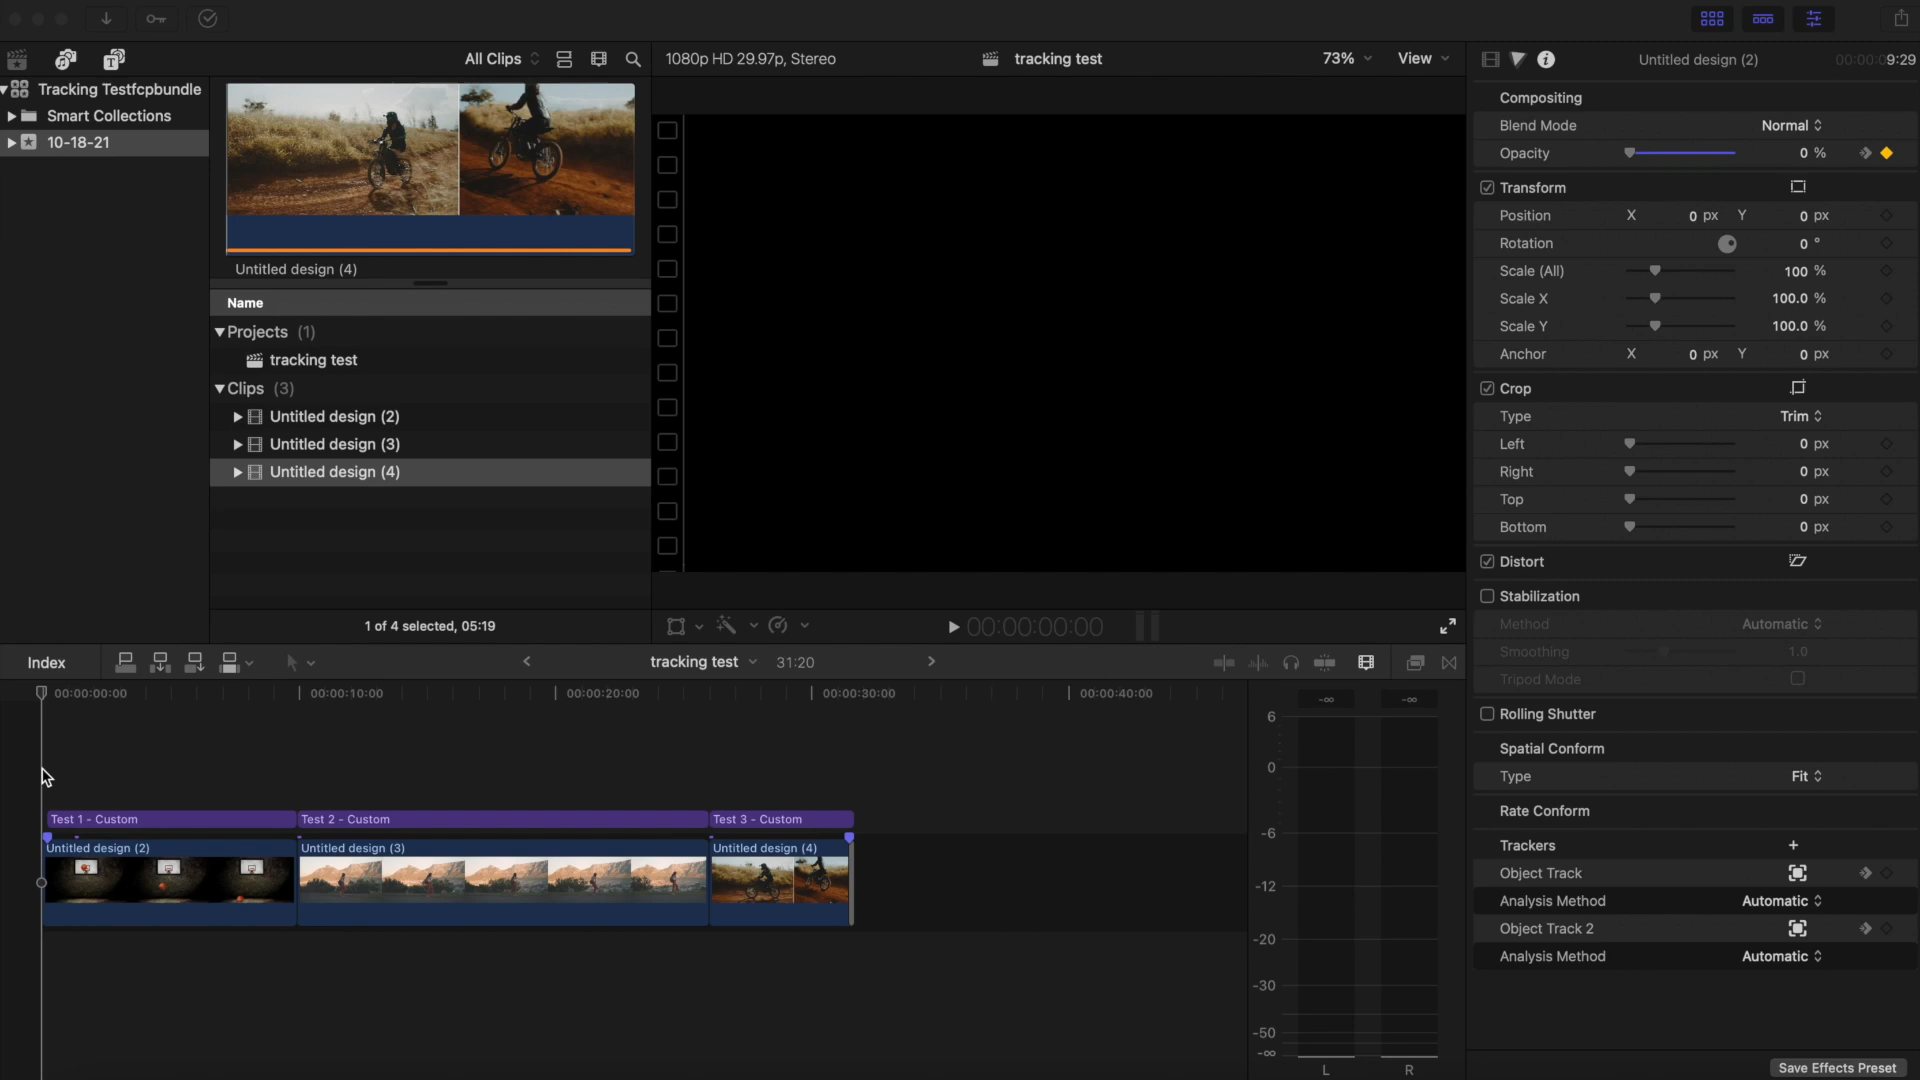 All Clips
1080p HD 29.97p, Stereo
tracking test
73%
View
Untitled design (2)
00:00:09:29
Tracking Testfcpbundle
Smart Collections
10-18-21
Untitled design (4)
Name
Projects (1)
tracking test
Clips (3)
Untitled design (2)
Untitled design (3)
Untitled design (4)
1 of 4 selected, 05:19
00:00:00:00
Compositing
Blend Mode Normal
Opacity 0 %
Transform
Position X 0 px Y 0 px
Rotation 0 °
Scale (All) 100 %
Scale X 100.0 %
Scale Y 100.0 %
Anchor X 0 px Y 0 px
Crop
Type Trim
Left 0 px
Right 0 px
Top 0 px
Bottom 0 px
Distort
Stabilization
Method Automatic
Smoothing 1.0
Tripod Mode
Rolling Shutter
Spatial Conform
Type Fit
Rate Conform
Trackers +
Object Track
Analysis Method Automatic
Object Track 2
Analysis Method Automatic
Save Effects Preset
Index
tracking test 31:20
00:00:00:00 00:00:10:00 00:00:20:00 00:00:30:00 00:00:40:00
Test 1 - Custom Test 2 - Custom Test 3 - Custom
Untitled design (2) Untitled design (3) Untitled design (4)
-∞ -∞
6
0
-6
-12
-20
-30
-50
-∞
L R